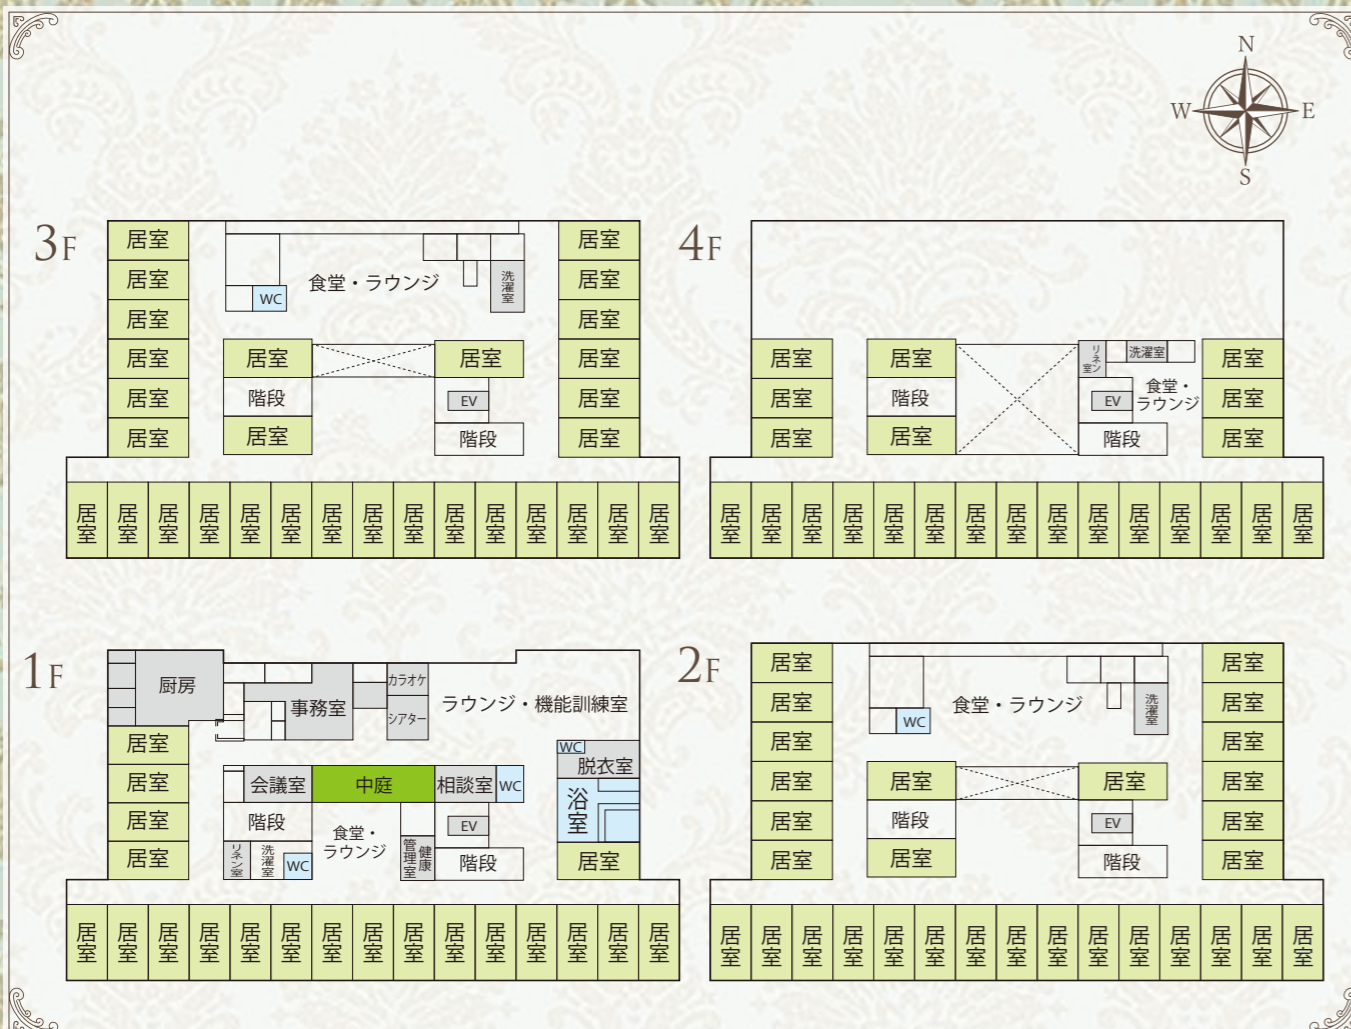 N
W E
S
3F
居室 居室
居室 食堂・ラウンジ 洗濯室 居室
居室 WC 居室
居室 居室 居室 居室
居室 階段 EV 居室
居室 居室 階段 居室
居室 居室 居室 居室 居室 居室 居室 居室 居室 居室 居室 居室 居室 居室 居室
4F
居室 居室 リネン室 洗濯室 居室
居室 階段 EV 食堂・
ラウンジ 居室
居室 居室 階段 居室
居室 居室 居室 居室 居室 居室 居室 居室 居室 居室 居室 居室 居室 居室 居室
1F
厨房 事務室 カラオケ
シアター ラウンジ・機能訓練室
居室 WC
脱衣室
居室 会議室 中庭 相談室 WC 浴室
居室 階段 食堂・
ラウンジ EV
居室 リネン室 洗濯室 WC 健康
管理室 階段 居室
居室 居室 居室 居室 居室 居室 居室 居室 居室 居室 居室 居室 居室 居室 居室
2F
居室 居室
居室 食堂・ラウンジ 洗濯室 居室
居室 WC 居室
居室 居室 居室 居室
居室 階段 EV 居室
居室 居室 階段 居室
居室 居室 居室 居室 居室 居室 居室 居室 居室 居室 居室 居室 居室 居室 居室